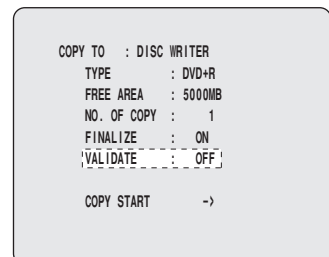 COPY TO : DISC WRITER
TYPE : DVD+R
FREE AREA : 5000MB
NO. OF COPY : 1
FINALIZE : ON
VALIDATE : OFF
COPY START ->